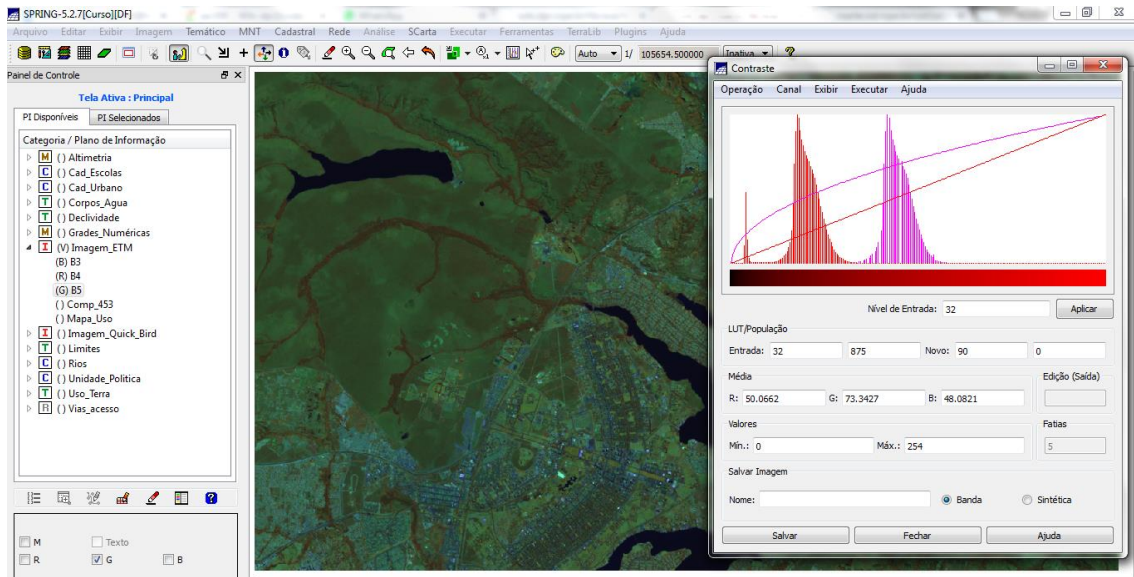 SPRING-5.2.7[Curso][DF]
Arquivo Editar Exibir Imagem Temático MNT Cadastral Rede Análise SCarta Executar Ferramentas TerraLib Plugins Ajuda
Auto 1/ 105654.500000 Inativa
Painel de Controle
Tela Ativa : Principal
PI Disponíveis PI Selecionados
Categoria / Plano de Informação
M () Altimetria
C () Cad_Escolas
C () Cad_Urbano
T () Corpos_Agua
T () Declividade
M () Grades_Numéricas
I (V) Imagem_ETM
(B) B3
(R) B4
(G) B5
() Comp_453
() Mapa_Uso
I () Imagem_Quick_Bird
T () Limites
C () Rios
C () Unidade_Politica
T () Uso_Terra
R () Vias_acesso
M Texto
R G B
Contraste
Operação Canal Exibir Executar Ajuda
Nível de Entrada: 32 Aplicar
LUT/População
Entrada: 32 875 Novo: 90 0
Média Edição (Saída)
R: 50.0662 G: 73.3427 B: 48.0821
Valores Fatias
Mín.: 0 Máx.: 254 5
Salvar Imagem
Nome: Banda Sintética
Salvar Fechar Ajuda